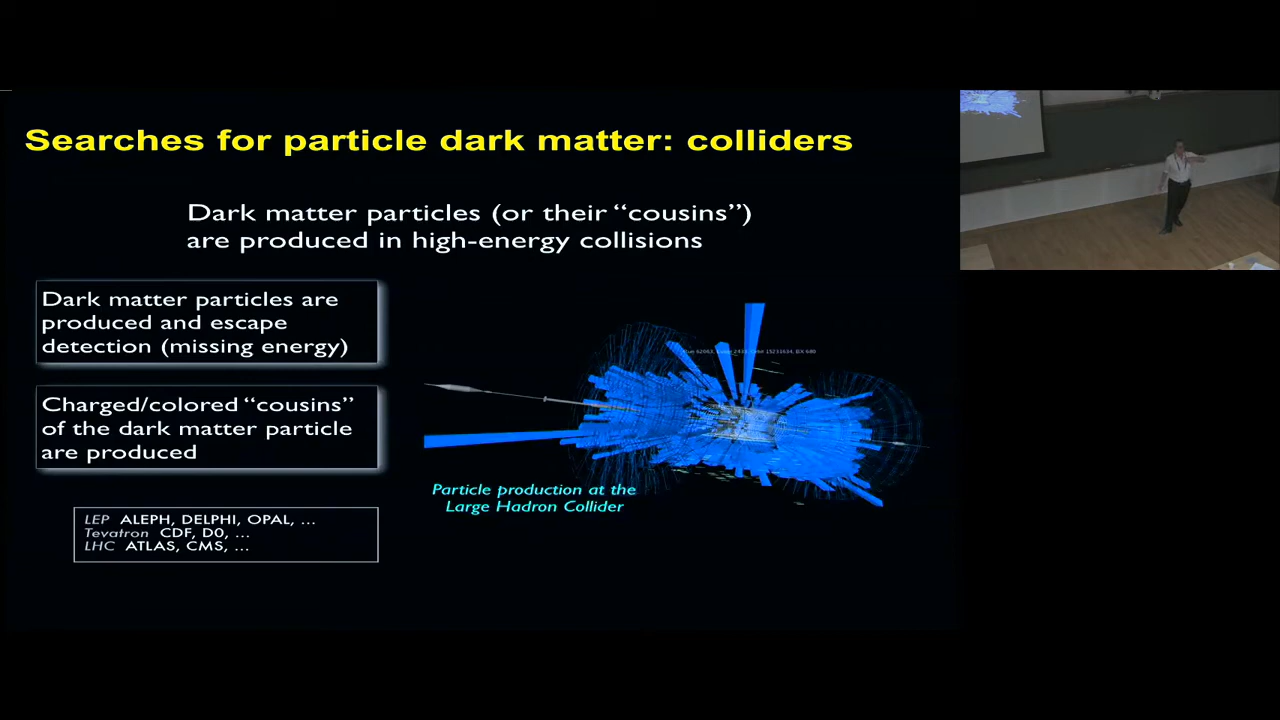 Searches for particle dark matter: colliders
Dark matter particles (or their “cousins”)
are produced in high-energy collisions
Dark matter particles are
produced and escape
detection (missing energy)
Charged/colored “cousins”
of the dark matter particle
are produced
Particle production at the
Large Hadron Collider
LEP ALEPH, DELPHI, OPAL, ...
Tevatron CDF, D0, ...
LHC ATLAS, CMS, ...